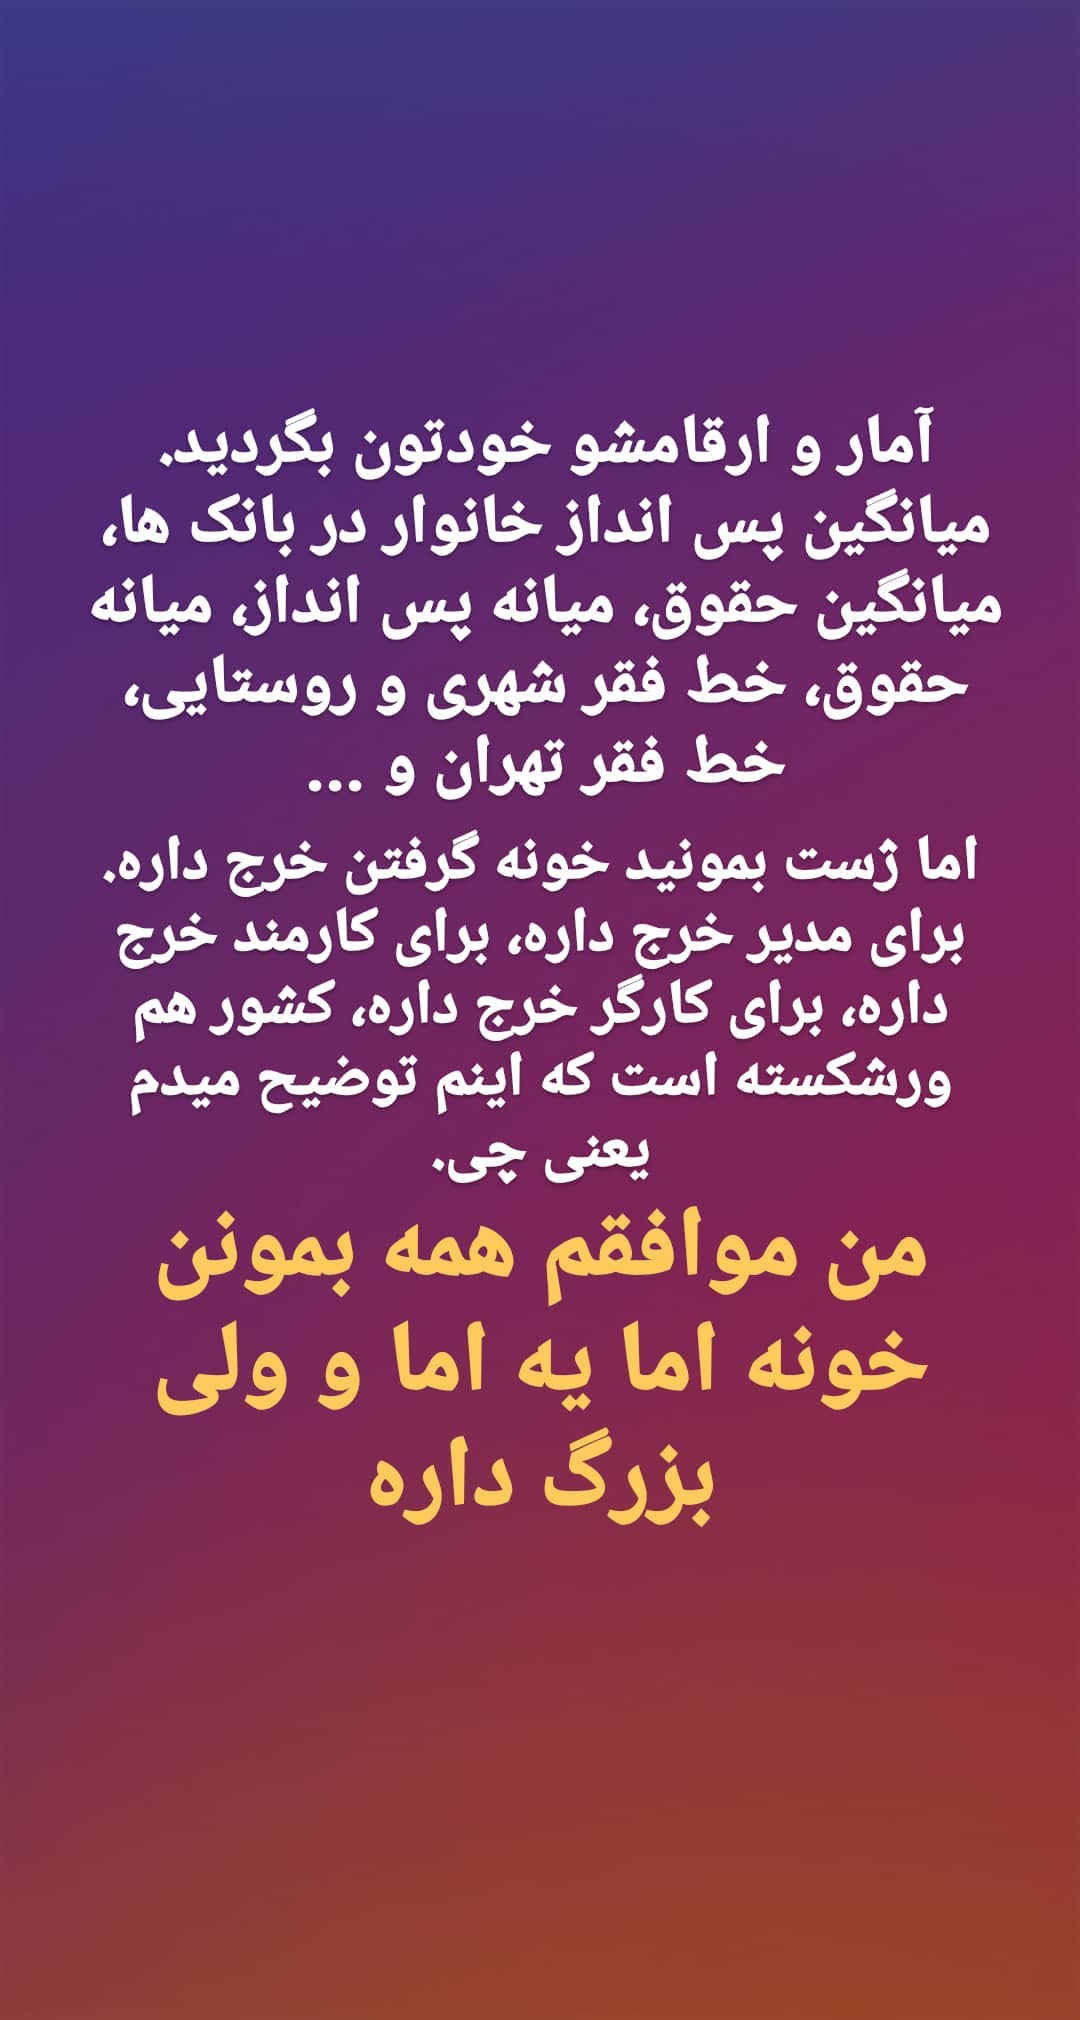 آمار و ارقامشو خودتون بگردید.
میانگین پس انداز خانوار در بانک ها،
میانگین حقوق، میانه پس انداز، میانه
حقوق، خط فقر شهری و روستایی،
خط فقر تهران و ...
اما ژست بمونید خونه گرفتن خرج داره.
برای مدیر خرج داره، برای کارمند خرج
داره، برای کارگر خرج داره، کشور هم
ورشکسته است که اینم توضیح میدم
یعنی چی.
من موافقم همه بمونن
خونه اما یه اما و ولی
بزرگ داره